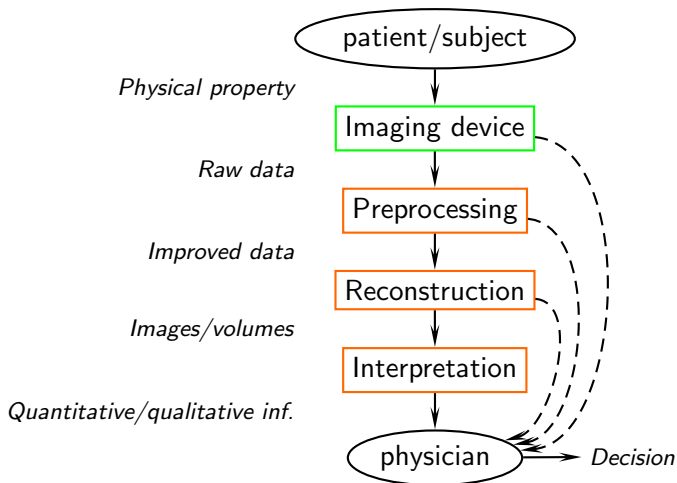 patient/subject
Physical property
Imaging device
Raw data
Preprocessing
Improved data
Reconstruction
Images/volumes
Interpretation
Quantitative/qualitative inf.
physician
Decision